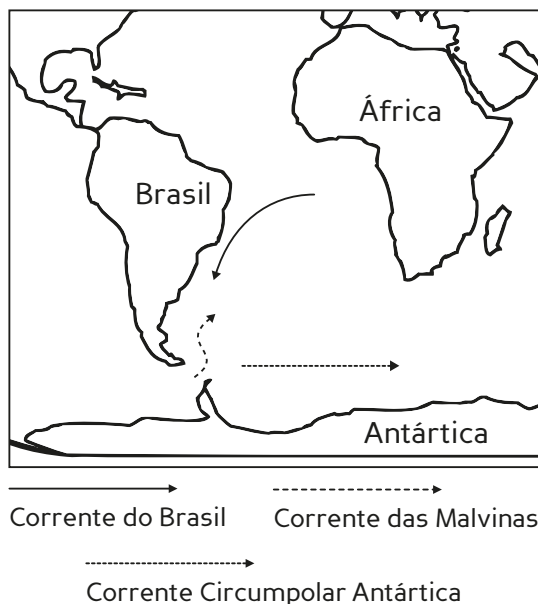 África
Brasil
Antártica
Corrente do Brasil
Corrente das Malvinas
Corrente Circumpolar Antártica